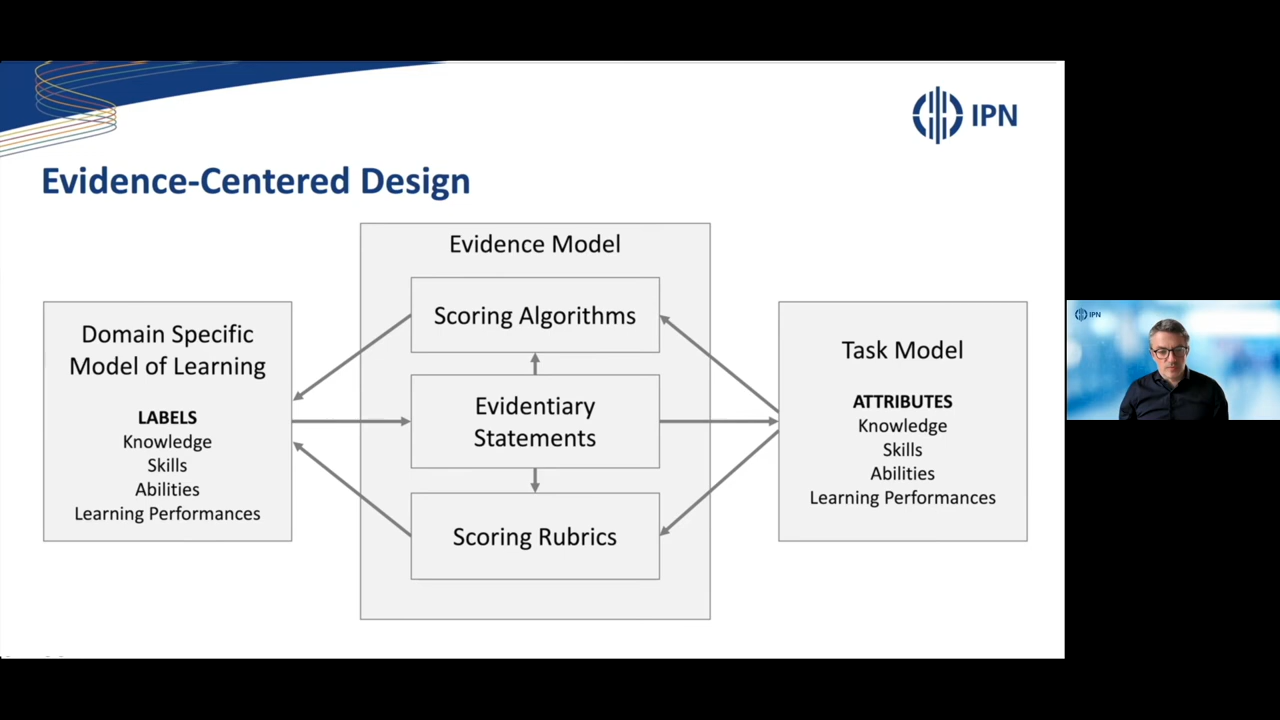 IPN
Evidence-Centered Design
Evidence Model
Scoring Algorithms
Domain Specific
Model of Learning
LABELS
Knowledge
Skills
Abilities
Learning Performances
Evidentiary
Statements
Scoring Rubrics
Task Model
ATTRIBUTES
Knowledge
Skills
Abilities
Learning Performances
IPN